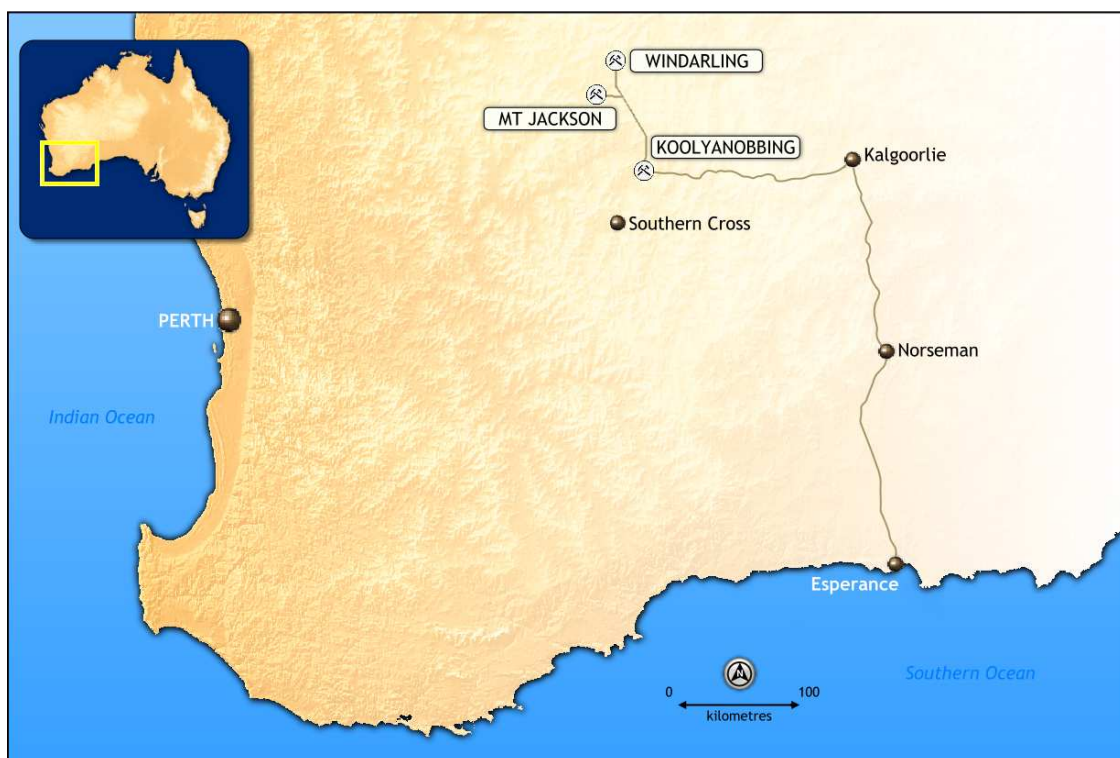 WINDARLING
MT JACKSON
KOOLYANOBBING
Kalgoorlie
Southern Cross
PERTH
Norseman
Indian Ocean
Esperance
Southern Ocean
N
0 100
kilometres